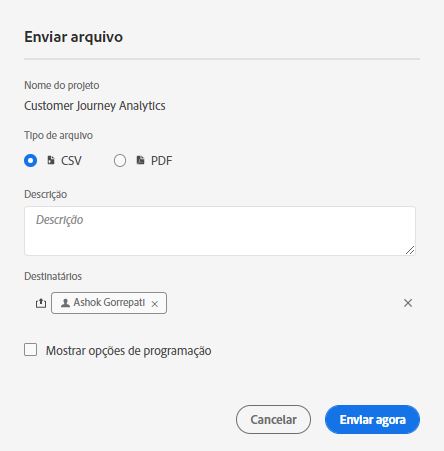 Enviar arquivo
Nome do projeto
Customer Journey Analytics
Tipo de arquivo
CSV PDF
Descrição
Descrição
Destinatários
Ashok Gorrepati
Mostrar opções de programação
Cancelar Enviar agora